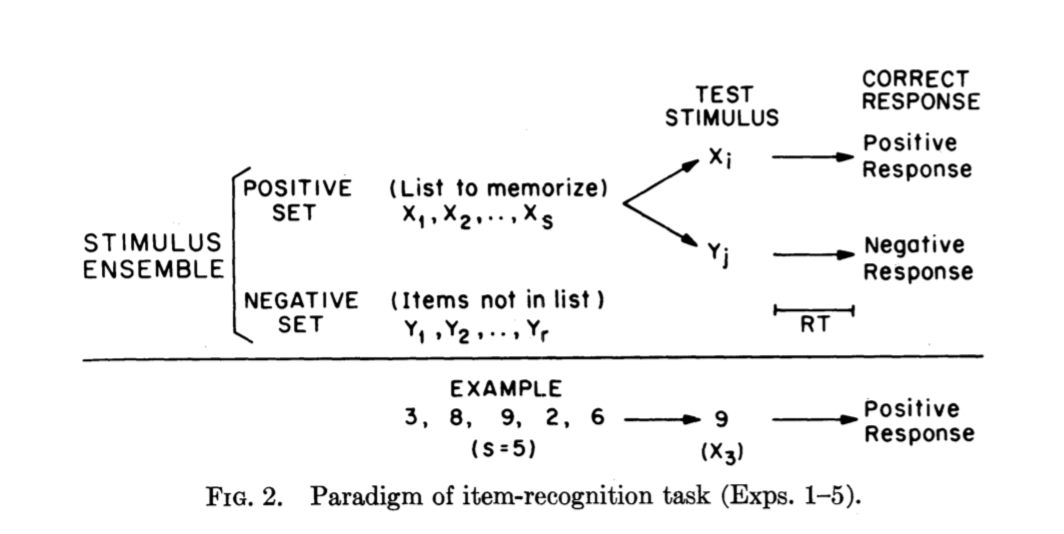 TEST STIMULUS
CORRECT RESPONSE
STIMULUS ENSEMBLE
POSITIVE SET
(List to memorize)
X1, X2, .., XS
Xi
Positive Response
Yj
Negative Response
NEGATIVE SET
(Items not in list)
Y1, Y2, .., Yr
RT
EXAMPLE
3, 8, 9, 2, 6
9
Positive Response
(S=5)
(X3)
FIG. 2. Paradigm of item-recognition task (Exps. 1–5).